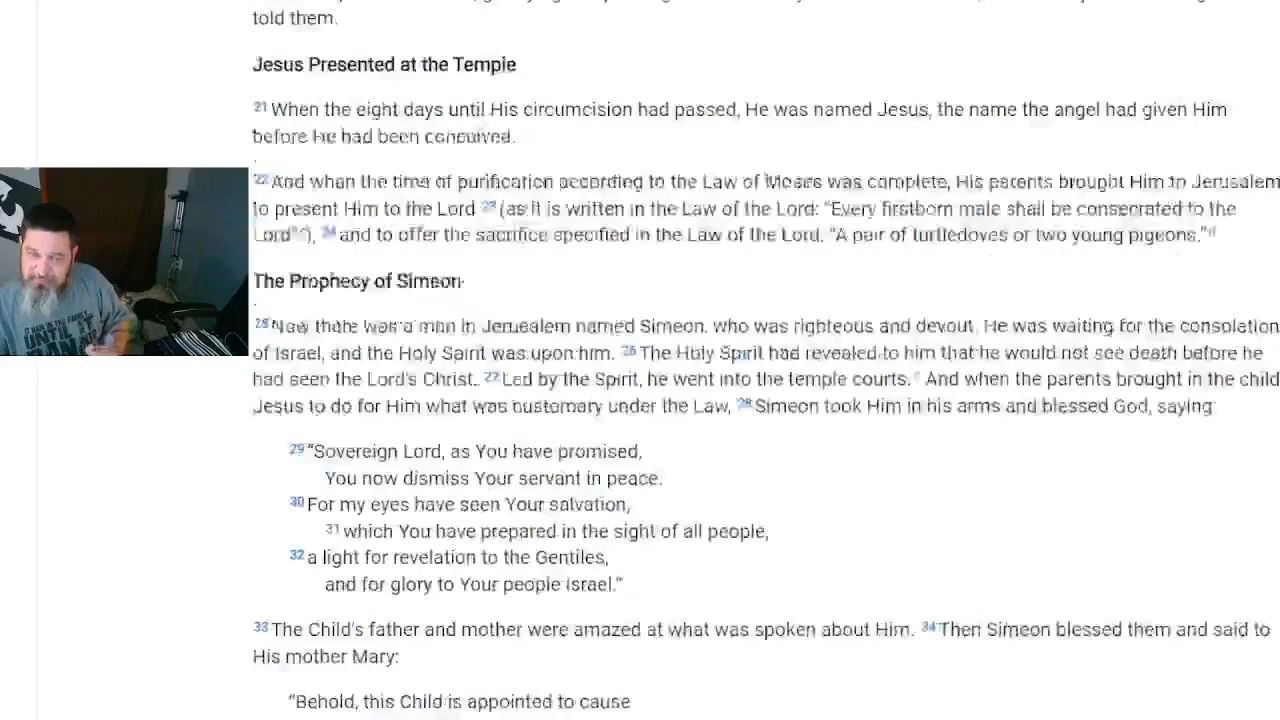 told them.
Jesus Presented at the Temple
21 When the eight days until His circumcision had passed, He was named Jesus, the name the angel had given Him
before he had been conceived.
22 And when the time of purification according to the Law of Moses was complete, His parents brought Him to Jerusalem
to present Him to the Lord 23 (as it is written in the Law of the Lord: “Every firstborn male shall be consecrated to the
Lord”), 24 and to offer the sacrifice specified in the Law of the Lord, “A pair of turtledoves or two young pigeons.”
The Prophecy of Simeon
25 Now there was a man in Jerusalem named Simeon, who was righteous and devout. He was waiting for the consolation
of Israel, and the Holy Spirit was upon him. 26 The Holy Spirit had revealed to him that he would not see death before he
had seen the Lord's Christ. 27 Led by the Spirit, he went into the temple courts. And when the parents brought in the child
Jesus to do for Him what was customary under the Law, 28 Simeon took Him in his arms and blessed God, saying:
29 “Sovereign Lord, as You have promised,
You now dismiss Your servant in peace.
30 For my eyes have seen Your salvation,
31 which You have prepared in the sight of all people,
32 a light for revelation to the Gentiles,
and for glory to Your people Israel.”
33 The Child's father and mother were amazed at what was spoken about Him. 34 Then Simeon blessed them and said to
His mother Mary:
“Behold, this Child is appointed to cause
IT RAN IN THE FAMILY
UNTIL